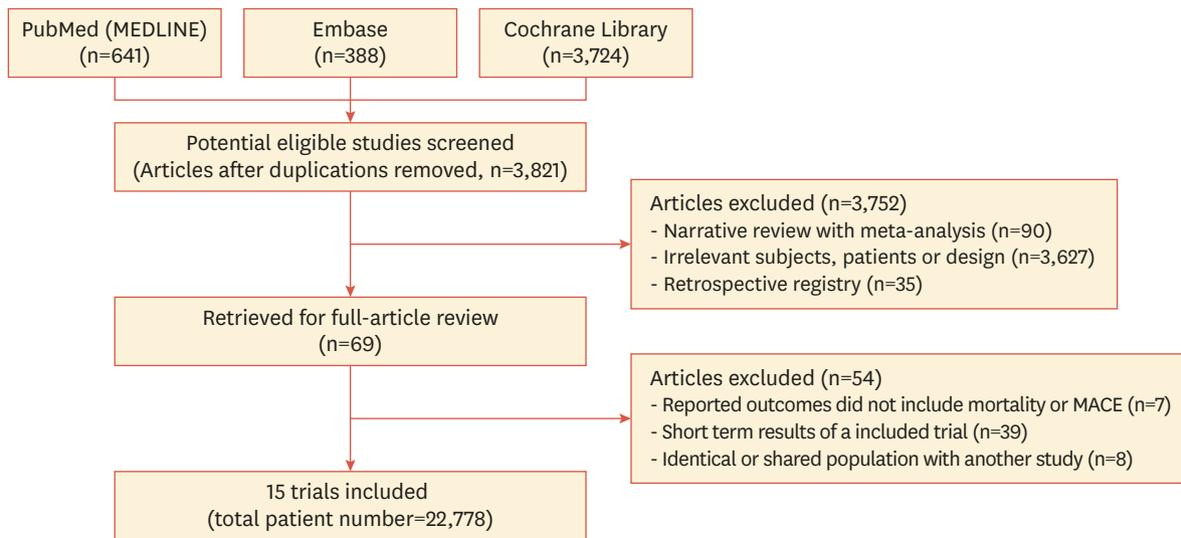 PubMed (MEDLINE)
(n=641)
Embase
(n=388)
Cochrane Library
(n=3,724)
Potential eligible studies screened
(Articles after duplications removed, n=3,821)
Articles excluded (n=3,752)
- Narrative review with meta-analysis (n=90)
- Irrelevant subjects, patients or design (n=3,627)
- Retrospective registry (n=35)
Retrieved for full-article review
(n=69)
Articles excluded (n=54)
- Reported outcomes did not include mortality or MACE (n=7)
- Short term results of a included trial (n=39)
- Identical or shared population with another study (n=8)
15 trials included
(total patient number=22,778)